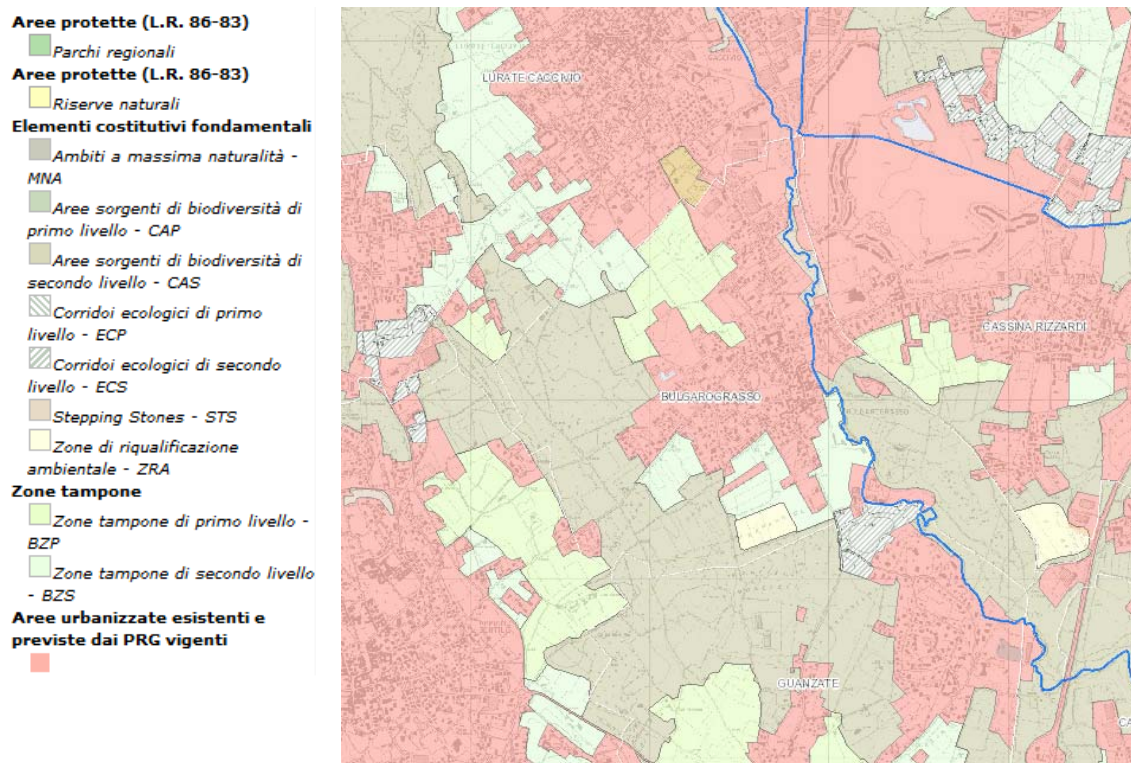 Aree protette (L.R. 86-83)
Parchi regionali
Aree protette (L.R. 86-83)
Riserve naturali
Elementi costitutivi fondamentali
Ambiti a massima naturalità -
MNA
Aree sorgenti di biodiversità di
primo livello - CAP
Aree sorgenti di biodiversità di
secondo livello - CAS
Corridoi ecologici di primo
livello - ECP
Corridoi ecologici di secondo
livello - ECS
Stepping Stones - STS
Zone di riqualificazione
ambientale - ZRA
Zone tampone
Zone tampone di primo livello -
BZP
Zone tampone di secondo livello
- BZS
Aree urbanizzate esistenti e
previste dai PRG vigenti
LURATE CACCIVIO
CASSINA RIZZARDI
BULGAROGRASSO
GUANZATE
CA